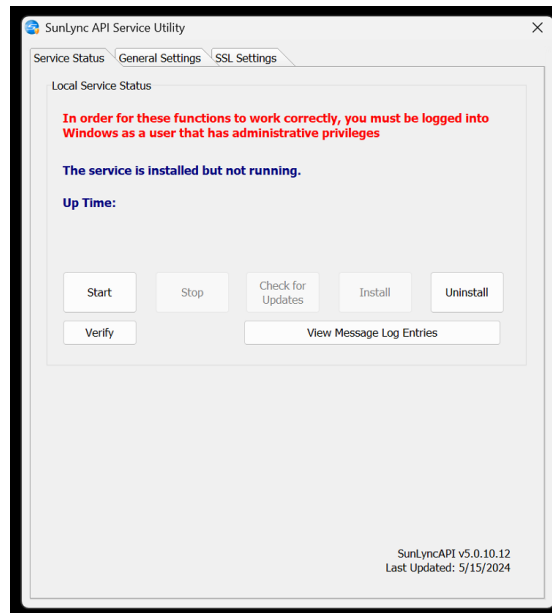 SunLync API Service Utility
Service Status General Settings SSL Settings
Local Service Status
In order for these functions to work correctly, you must be logged into
Windows as a user that has administrative privileges
The service is installed but not running.
Up Time:
Start Stop Check for Updates Install Uninstall
Verify View Message Log Entries
SunLyncAPI v5.0.10.12
Last Updated: 5/15/2024